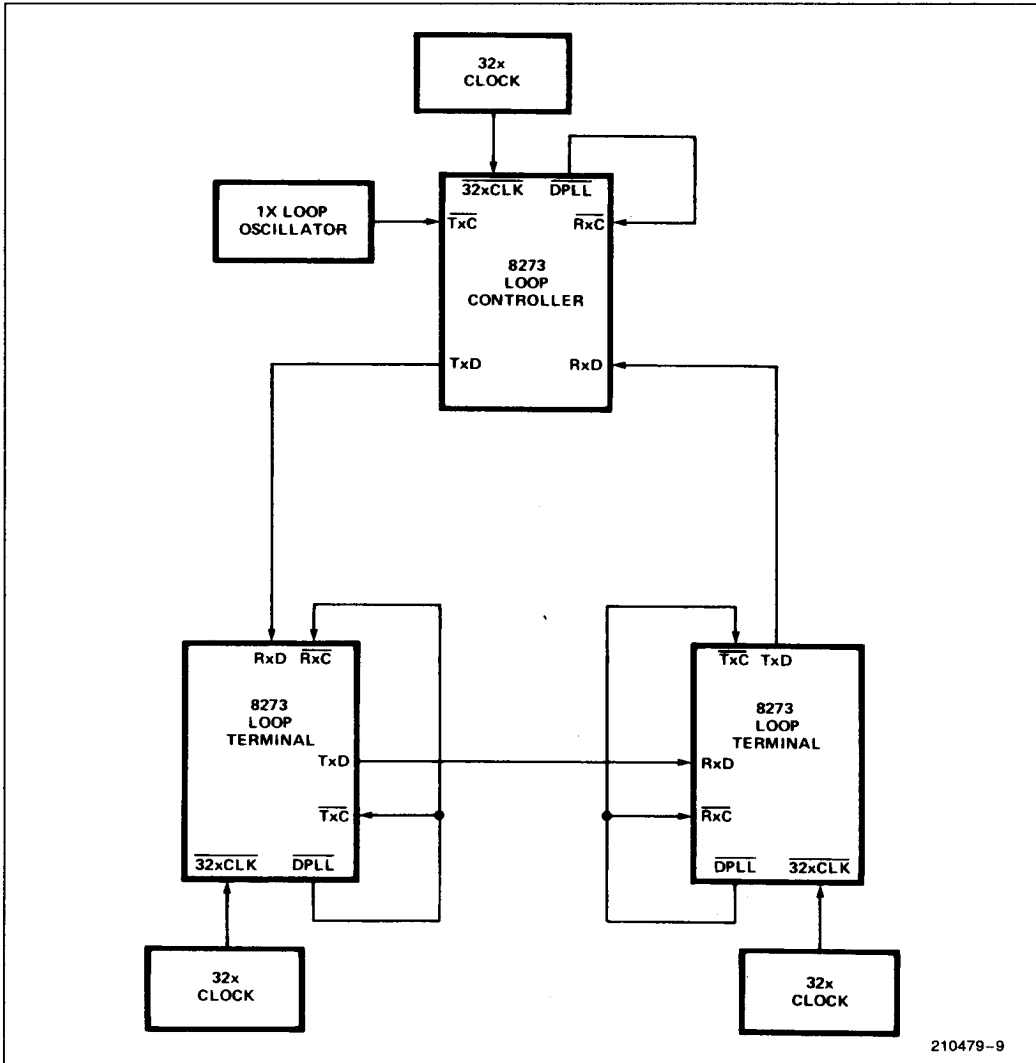 32x
CLOCK
32xCLK DPLL
1X LOOP
OSCILLATOR
TxC RxC
8273
LOOP
CONTROLLER
TxD RxD
RxD RxC
8273
LOOP
TERMINAL
TxD
TxC
32xCLK DPLL
32x
CLOCK
TxC TxD
8273
LOOP
TERMINAL
RxD
RxC
DPLL 32xCLK
32x
CLOCK
210479-9